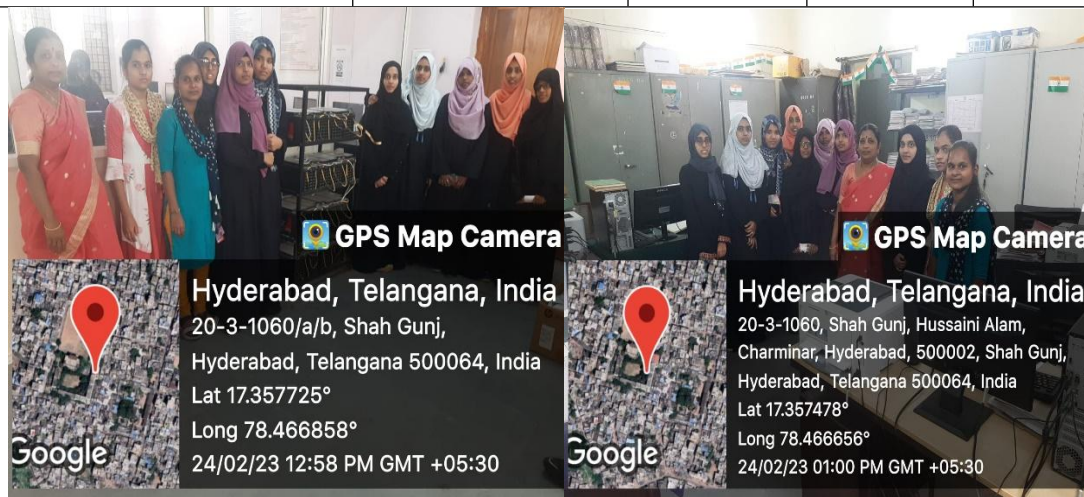 GPS Map Camera
Hyderabad, Telangana, India
20-3-1060/a/b, Shah Gunj,
Hyderabad, Telangana 500064, India
Lat 17.357725°
Long 78.466858°
24/02/23 12:58 PM GMT +05:30
Google
GPS Map Camera
Hyderabad, Telangana, India
20-3-1060, Shah Gunj, Hussaini Alam,
Charminar, Hyderabad, 500002, Shah Gunj,
Hyderabad, Telangana 500064, India
Lat 17.357478°
Long 78.466656°
24/02/23 01:00 PM GMT +05:30
Google